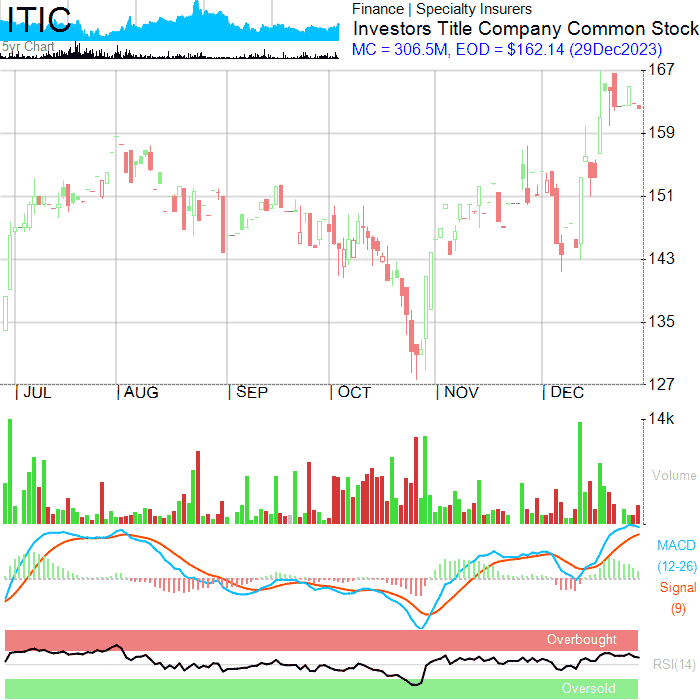 ITIC
5yr Chart
Finance | Specialty Insurers
Investors Title Company Common Stock
MC = 306.5M, EOD = $162.14 (29Dec2023)
167
159
151
143
135
127
|JUL |AUG |SEP |OCT |NOV |DEC
14k
Volume
MACD
(12-26)
Signal
(9)
Overbought
RSI(14)
Oversold